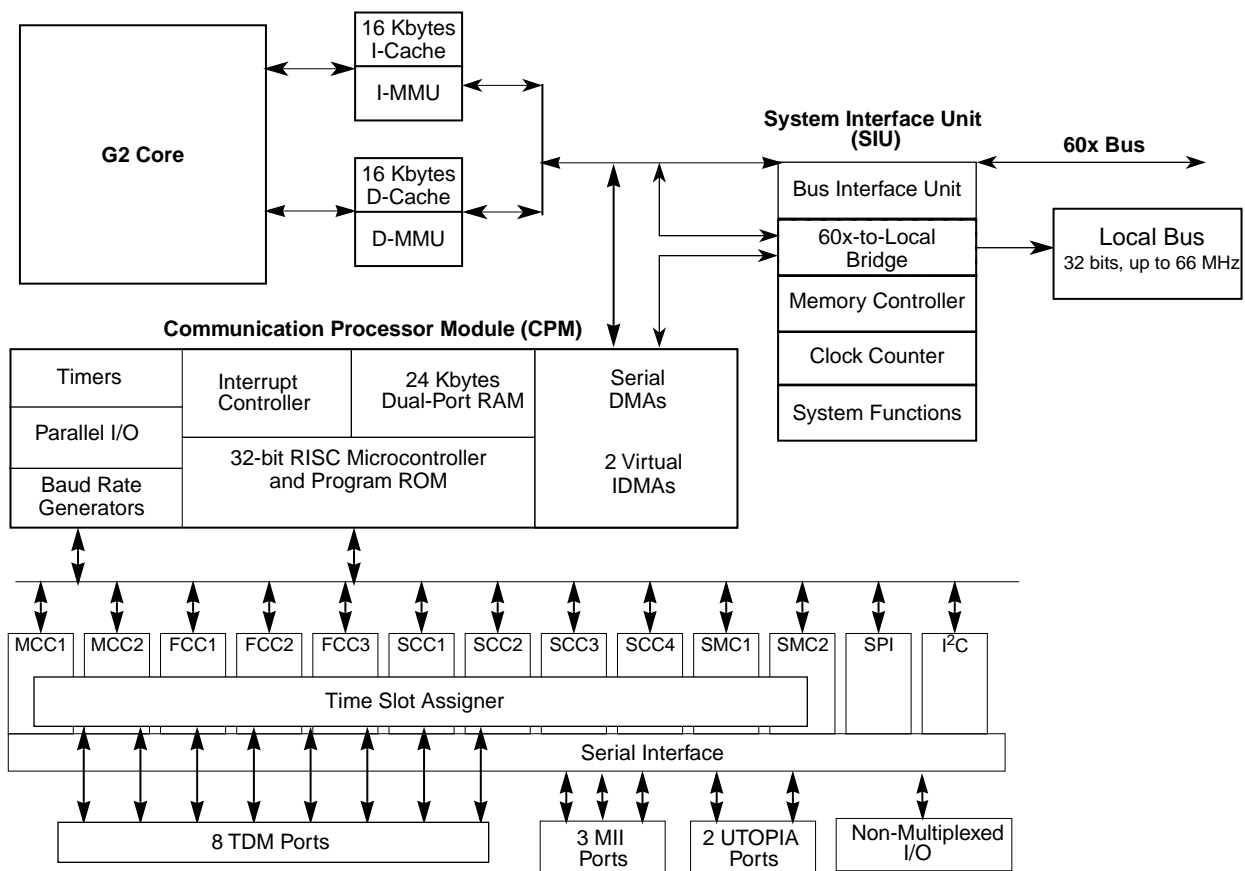 16 Kbytes
I-Cache
I-MMU
G2 Core
16 Kbytes
D-Cache
D-MMU
System Interface Unit
(SIU)
60x Bus
Bus Interface Unit
60x-to-Local
Bridge
Memory Controller
Clock Counter
System Functions
Local Bus
32 bits, up to 66 MHz
Communication Processor Module (CPM)
Timers
Parallel I/O
Baud Rate
Generators
Interrupt
Controller
24 Kbytes
Dual-Port RAM
32-bit RISC Microcontroller
and Program ROM
Serial
DMAs
2 Virtual
IDMAs
MCC1 MCC2 FCC1 FCC2 FCC3 SCC1 SCC2 SCC3 SCC4 SMC1 SMC2 SPI I²C
Time Slot Assigner
Serial Interface
8 TDM Ports
3 MII
Ports
2 UTOPIA
Ports
Non-Multiplexed
I/O